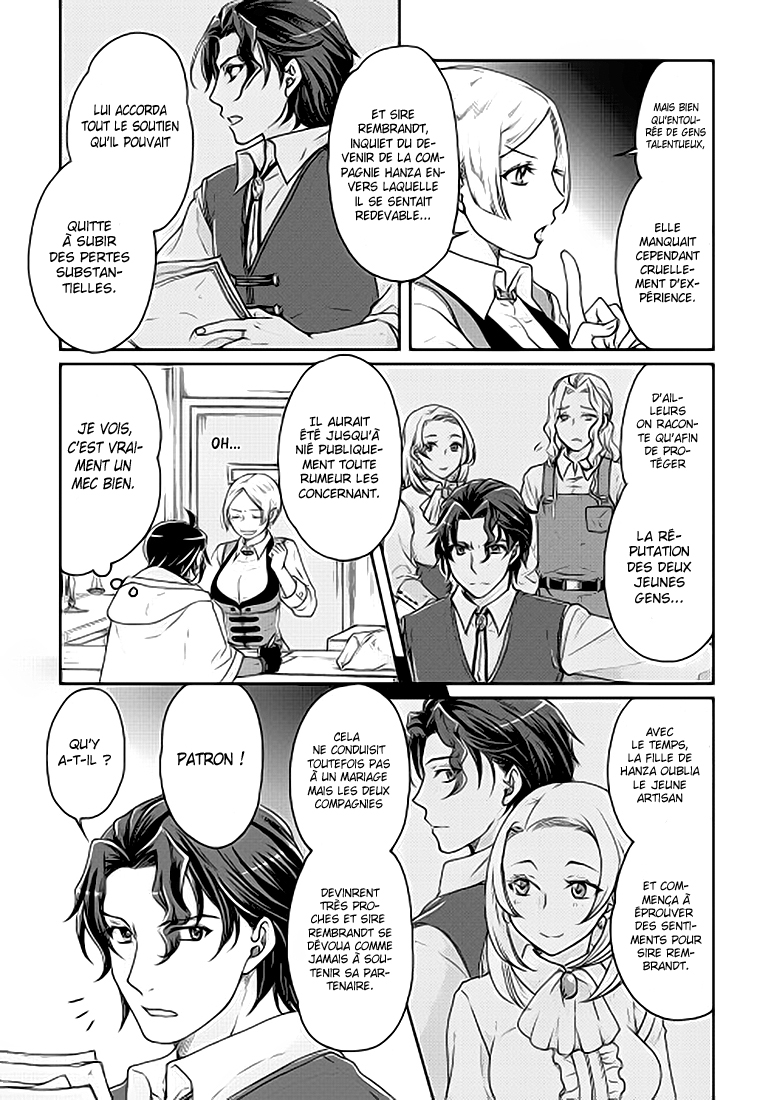 MAIS BIEN
QU'ENTOU-
RÉE DE GENS
TALENTUEUX,
ELLE
MANQUAIT
CEPENDANT
CRUELLE-
MENT D'EX-
PÉRIENCE.
ET SIRE
REMBRANDT,
INQUIET DU DE-
VENIR DE LA COM-
PAGNIE HANZA EN-
VERS LAQUELLE
IL SE SENTAIT
REDEVABLE...
LUI ACCORDA
TOUT LE SOUTIEN
QU'IL POUVAIT
QUITTE
À SUBIR
DES PERTES
SUBSTAN-
TIELLES.
D'AIL-
LEURS
ON RACON-
TE QU'AFIN
DE PRO-
TÉGER
LA RÉ-
PUTATION
DES DEUX
JEUNES
GENS...
IL AURAIT
ÉTÉ JUSQU'À
NIÉ PUBLIQUE-
MENT TOUTE
RUMEUR LES
CONCERNANT.
OH...
JE VOIS,
C'EST VRAI-
MENT UN
MEC BIEN.
AVEC
LE TEMPS,
LA FILLE DE
HANZA OUBLIA
LE JEUNE
ARTISAN
ET COMMEN-
ÇA À
ÉPROUVER
DES SENTI-
MENTS POUR
SIRE REM-
BRANDT.
CELA
NE CONDUISIT
TOUTEFOIS PAS
À UN MARIAGE
MAIS LES DEUX
COMPAGNIES
DEVINRENT
TRÈS PRO-
CHES ET SIRE
REMBRANDT SE
DÉVOUA COMME
JAMAIS À SOU-
TENIR SA PAR-
TENAIRE.
PATRON !
QU'Y
A-T-IL ?